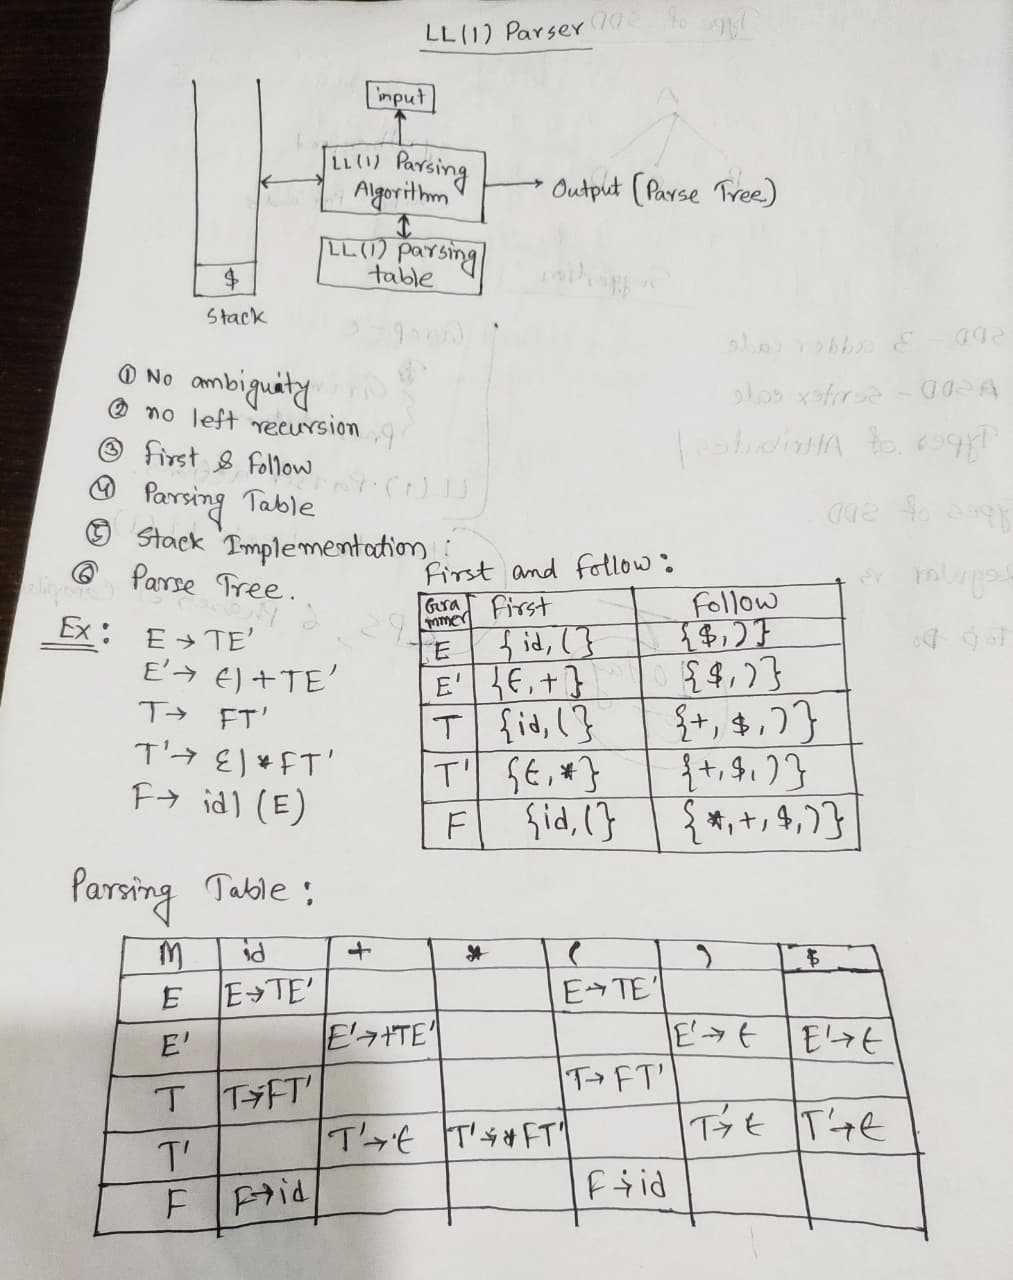 LL(1) Parser
input
LL(1) Parsing
Algorithm
Output (Parse Tree)
LL(1) parsing
table
$
Stack
① No ambiguity
② no left recursion
③ First & Follow
④ Parsing Table
⑤ Stack Implementation :
⑥ Parse Tree.
Ex: E → TE'
E' → ϵ|+TE'
T → FT'
T' → ε|*FT'
F → id|(E)
First and follow:
Gra
mmer First Follow
E {id,(} {$,)}
E' {ϵ,+} {$,)}
T {id,(} {+,$,)}
T' {ϵ,*} {+,$,)}
F {id,(} {*,+,$,)}
Parsing Table:
M id + * ( ) $
E E→TE' E→TE'
E' E'→+TE' E'→ϵ E'→ϵ
T T→FT' T→FT'
T' T'→ϵ T'→*FT' T'→ϵ T'→ϵ
F F→id F→id